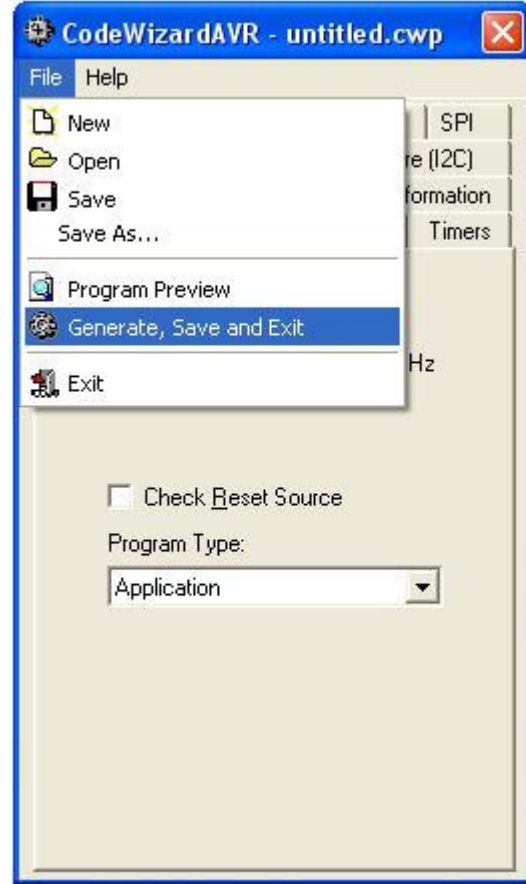 CodeWizardAVR - untitled.cwp
File Help
New
SPI
Open
re (I2C)
Save
formation
Save As...
Timers
Program Preview
Generate, Save and Exit
Hz
Exit
Check Reset Source
Program Type:
Application